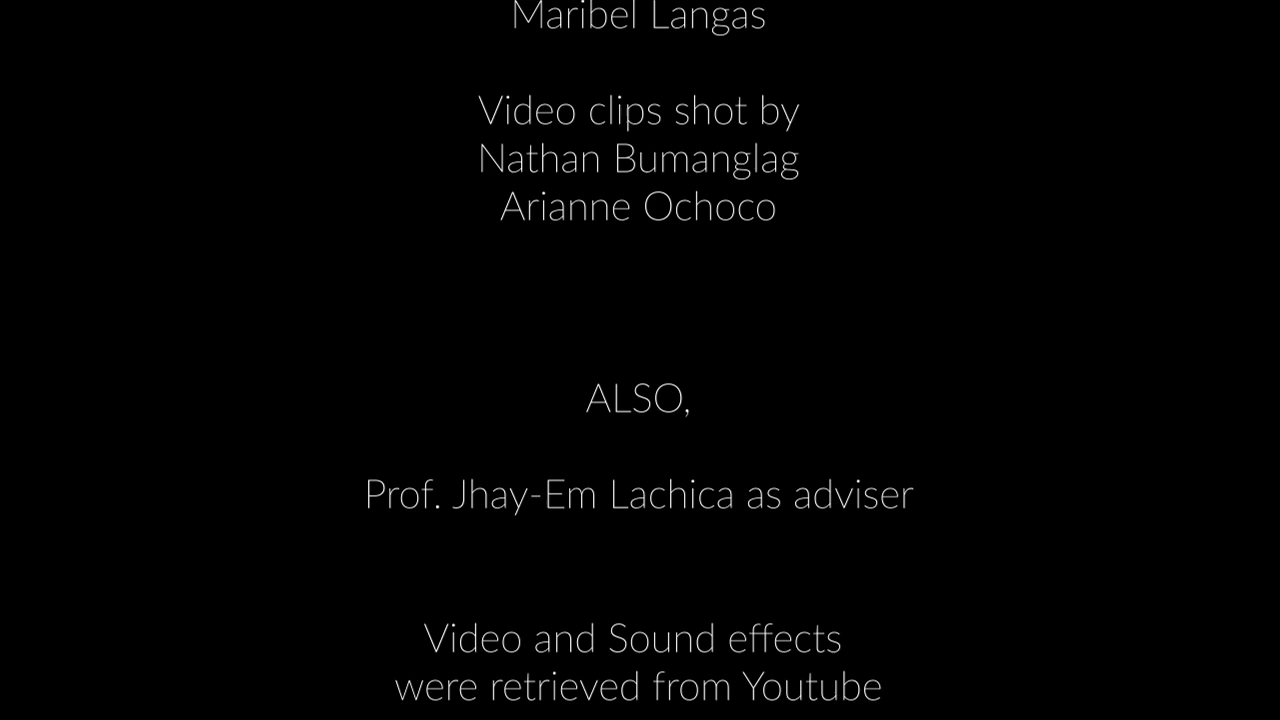 Maribel Langas
Video clips shot by
Nathan Bumanglag
Arianne Ochoco
ALSO,
Prof. Jhay-Em Lachica as adviser
Video and Sound effects
were retrieved from Youtube